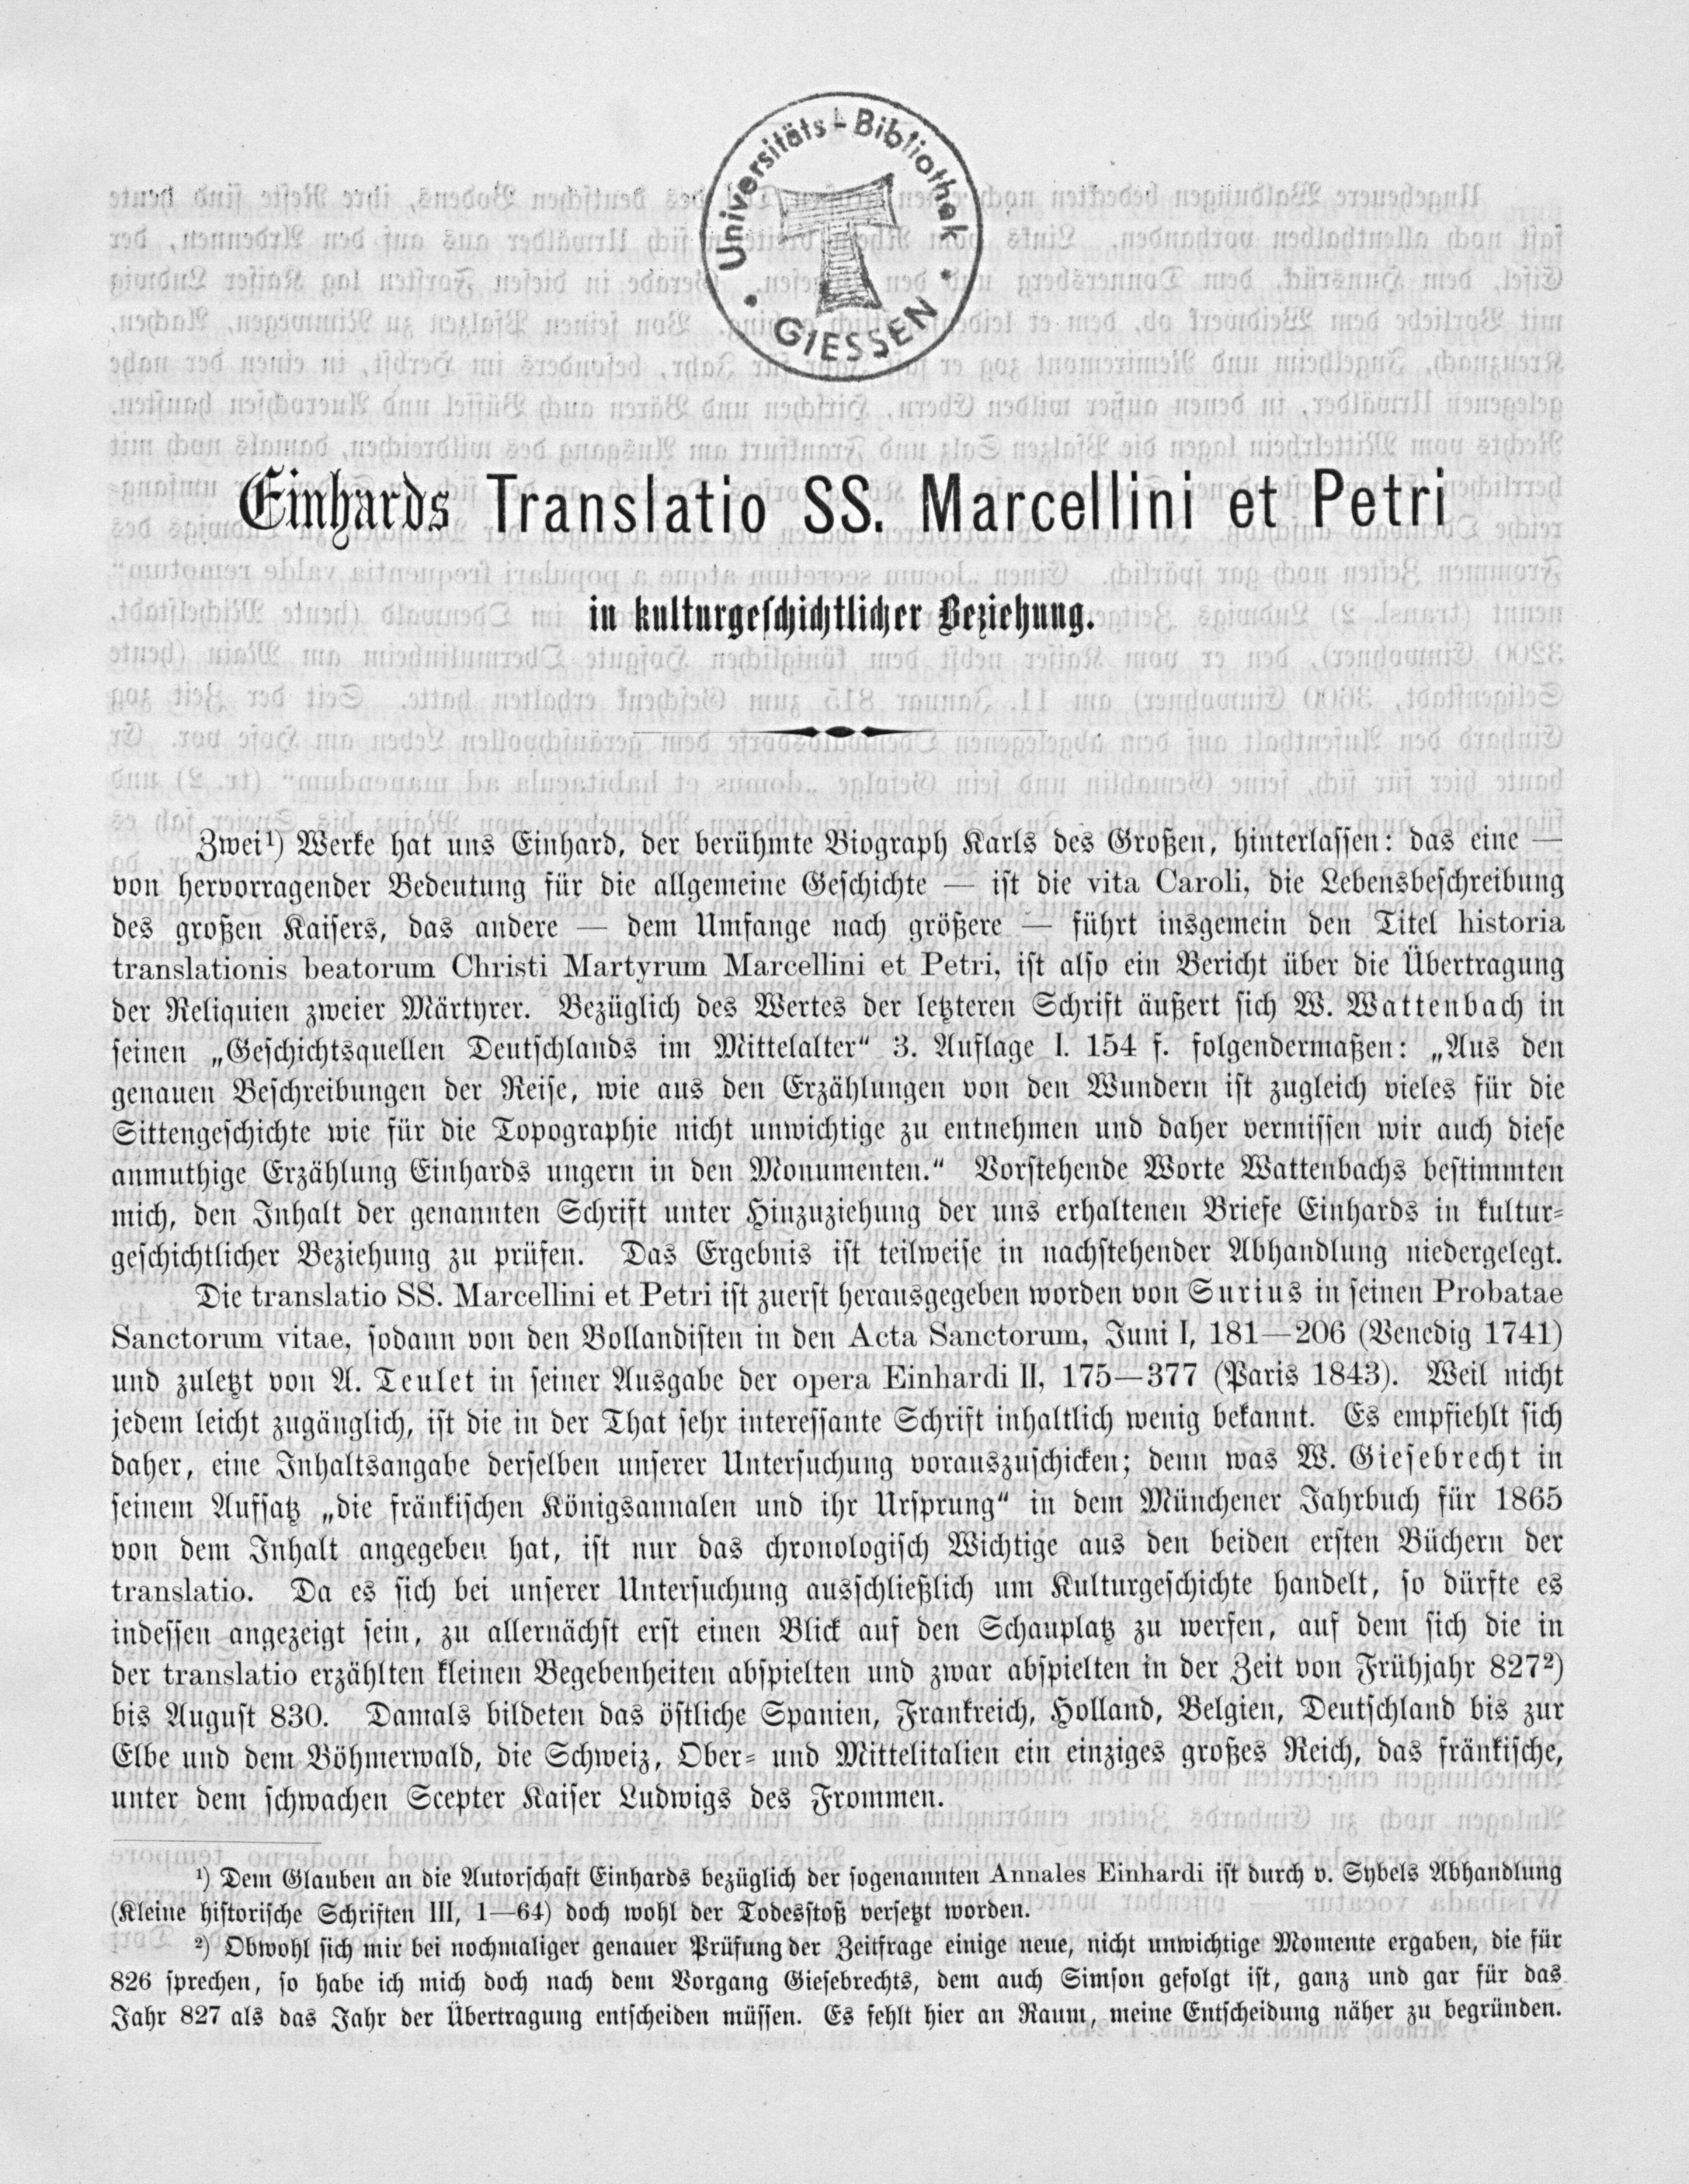 Universitäts-Bibliothek
GIESSEN
Einhards Translatio SS. Marcellini et Petri
in kulturgeschichtlicher Beziehung.
Zwei¹) Werke hat uns Einhard, der berühmte Biograph Karls des Großen, hinterlassen: das eine —
von hervorragender Bedeutung für die allgemeine Geschichte — ist die vita Caroli, die Lebensbeschreibung
des großen Kaisers, das andere — dem Umfange nach größere — führt insgemein den Titel historia
translationis beatorum Christi Martyrum Marcellini et Petri, ist also ein Bericht über die Übertragung
der Reliquien zweier Märtyrer. Bezüglich des Wertes der letzteren Schrift äußert sich W. Wattenbach in
seinen „Geschichtsquellen Deutschlands im Mittelalter“ 3. Auflage I. 154 f. folgendermaßen: „Aus den
genauen Beschreibungen der Reise, wie aus den Erzählungen von den Wundern ist zugleich vieles für die
Sittengeschichte wie für die Topographie nicht unwichtige zu entnehmen und daher vermissen wir auch diese
anmuthige Erzählung Einhards ungern in den Monumenten.“ Vorstehende Worte Wattenbachs bestimmten
mich, den Inhalt der genannten Schrift unter Hinzuziehung der uns erhaltenen Briefe Einhards in kultur-
geschichtlicher Beziehung zu prüfen. Das Ergebnis ist teilweise in nachstehender Abhandlung niedergelegt.
Die translatio SS. Marcellini et Petri ist zuerst herausgegeben worden von Surius in seinen Probatae
Sanctorum vitae, sodann von den Bollandisten in den Acta Sanctorum, Juni I, 181—206 (Venedig 1741)
und zuletzt von A. Teulet in seiner Ausgabe der opera Einhardi II, 175—377 (Paris 1843). Weil nicht
jedem leicht zugänglich, ist die in der That sehr interessante Schrift inhaltlich wenig bekannt. Es empfiehlt sich
daher, eine Inhaltsangabe derselben unserer Untersuchung vorauszuschicken; denn was W. Giesebrecht in
seinem Aufsatz „die fränkischen Königsannalen und ihr Ursprung“ in dem Münchener Jahrbuch für 1865
von dem Inhalt angegeben hat, ist nur das chronologisch Wichtige aus den beiden ersten Büchern der
translatio. Da es sich bei unserer Untersuchung ausschließlich um Kulturgeschichte handelt, so dürfte es
indessen angezeigt sein, zu allernächst erst einen Blick auf den Schauplatz zu werfen, auf dem sich die in
der translatio erzählten kleinen Begebenheiten abspielten und zwar abspielten in der Zeit von Frühjahr 827²)
bis August 830. Damals bildeten das östliche Spanien, Frankreich, Holland, Belgien, Deutschland bis zur
Elbe und dem Böhmerwald, die Schweiz, Ober- und Mittelitalien ein einziges großes Reich, das fränkische,
unter dem schwachen Scepter Kaiser Ludwigs des Frommen.
¹) Dem Glauben an die Autorschaft Einhards bezüglich der sogenannten Annales Einhardi ist durch v. Sybels Abhandlung
(Kleine historische Schriften III, 1—64) doch wohl der Todesstoß versetzt worden.
²) Obwohl sich mir bei nochmaliger genauer Prüfung der Zeitfrage einige neue, nicht unwichtige Momente ergaben, die für
826 sprechen, so habe ich mich doch nach dem Vorgang Giesebrechts, dem auch Simson gefolgt ist, ganz und gar für das
Jahr 827 als das Jahr der Übertragung entscheiden müssen. Es fehlt hier an Raum, meine Entscheidung näher zu begründen.